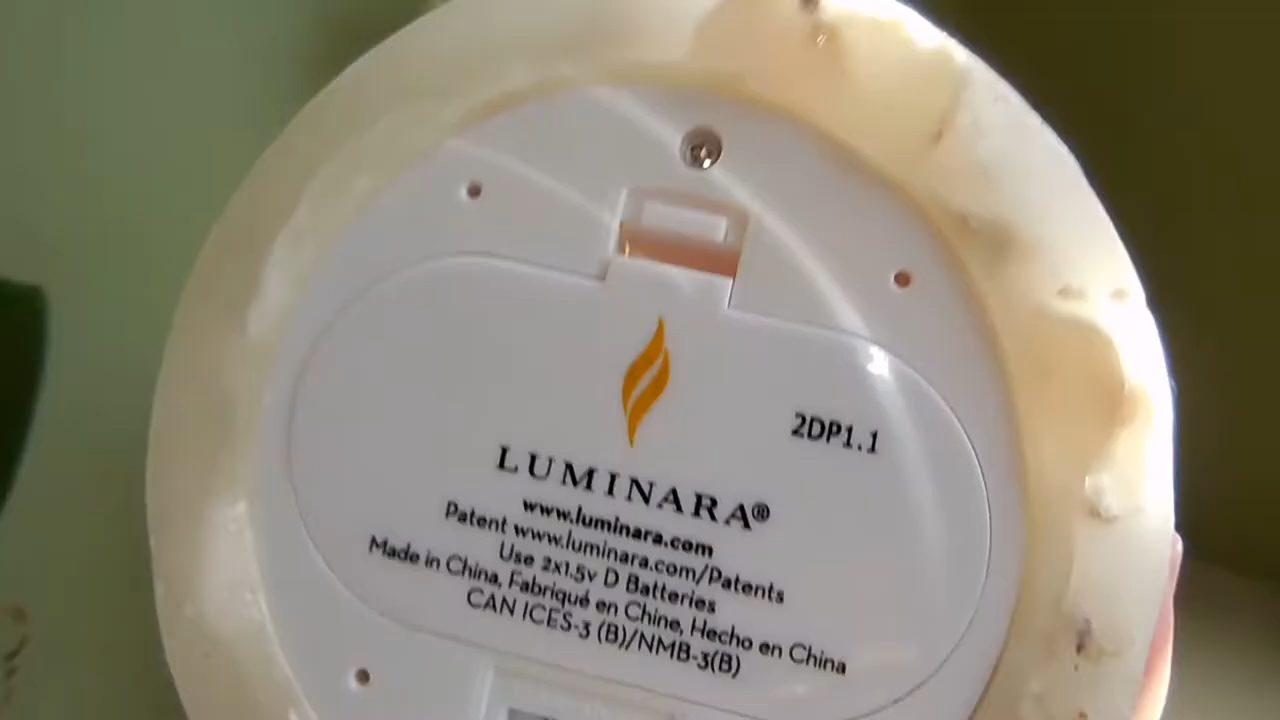 2DP1.1
LUMINARA®
www.luminara.com
Patent www.luminara.com/Patents
Use 2x1.5v D Batteries
Made in China, Fabriqué en Chine, Hecho en China
CAN ICES-3 (B)/NMB-3(B)